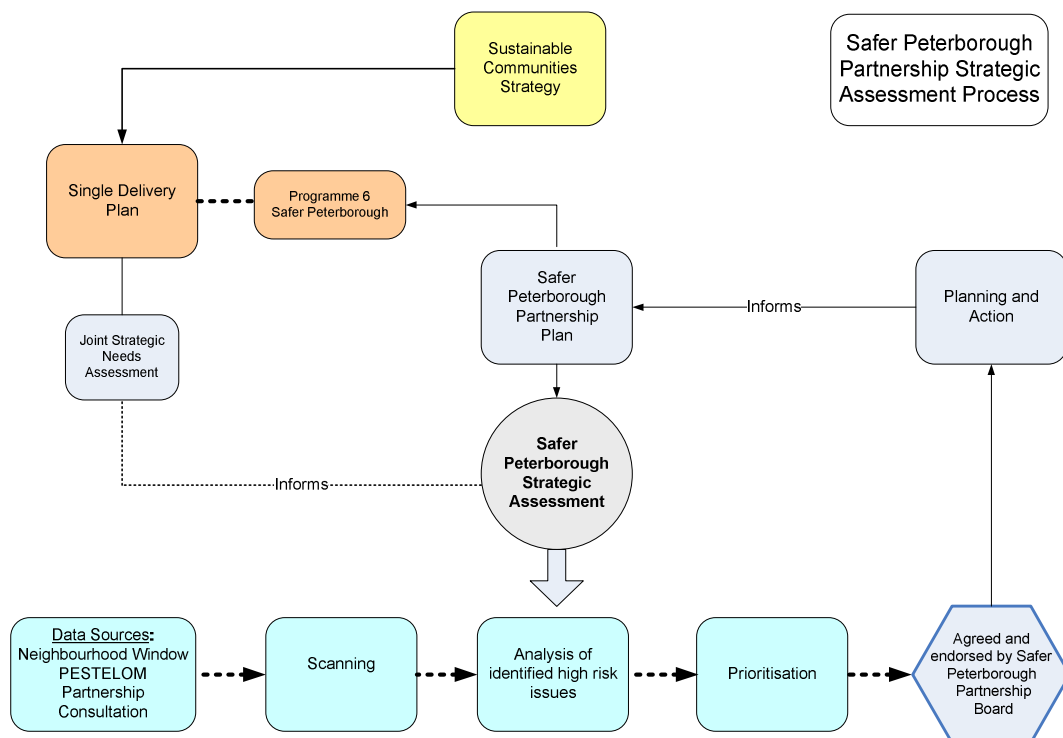 Sustainable
Communities
Strategy
Safer Peterborough
Partnership Strategic
Assessment Process
Single Delivery
Plan
Programme 6
Safer Peterborough
Safer
Peterborough
Partnership
Plan
Informs
Planning and
Action
Joint Strategic
Needs
Assessment
Informs
Safer
Peterborough
Strategic
Assessment
Data Sources:
Neighbourhood Window
PESTELOM
Partnership
Consultation
Scanning
Analysis of
identified high risk
issues
Prioritisation
Agreed and
endorsed by Safer
Peterborough
Partnership
Board